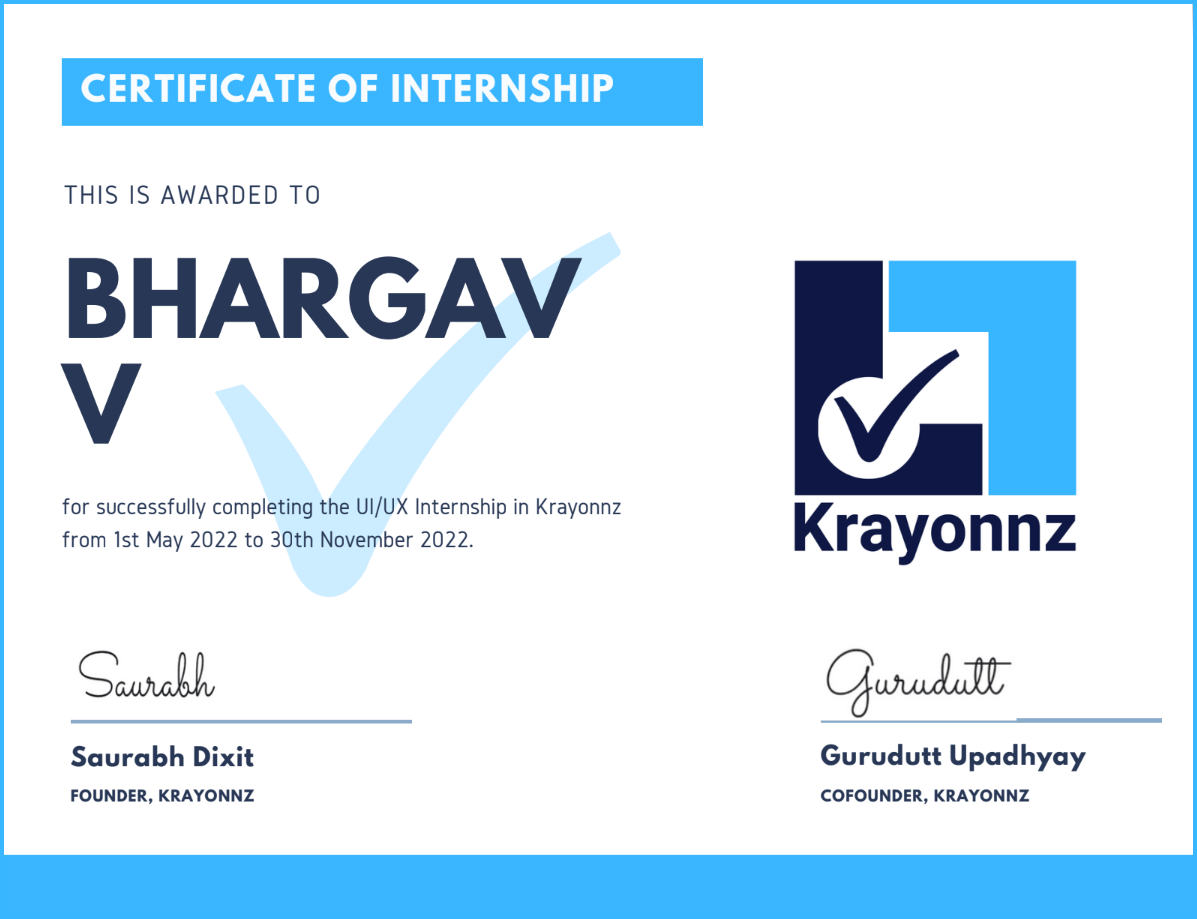 CERTIFICATE OF INTERNSHIP
THIS IS AWARDED TO
BHARGAV
V
for successfully completing the UI/UX Internship in Krayonnz
from 1st May 2022 to 30th November 2022.
Krayonnz
Saurabh
Saurabh Dixit
FOUNDER, KRAYONNZ
Gurudutt
Gurudutt Upadhyay
COFOUNDER, KRAYONNZ